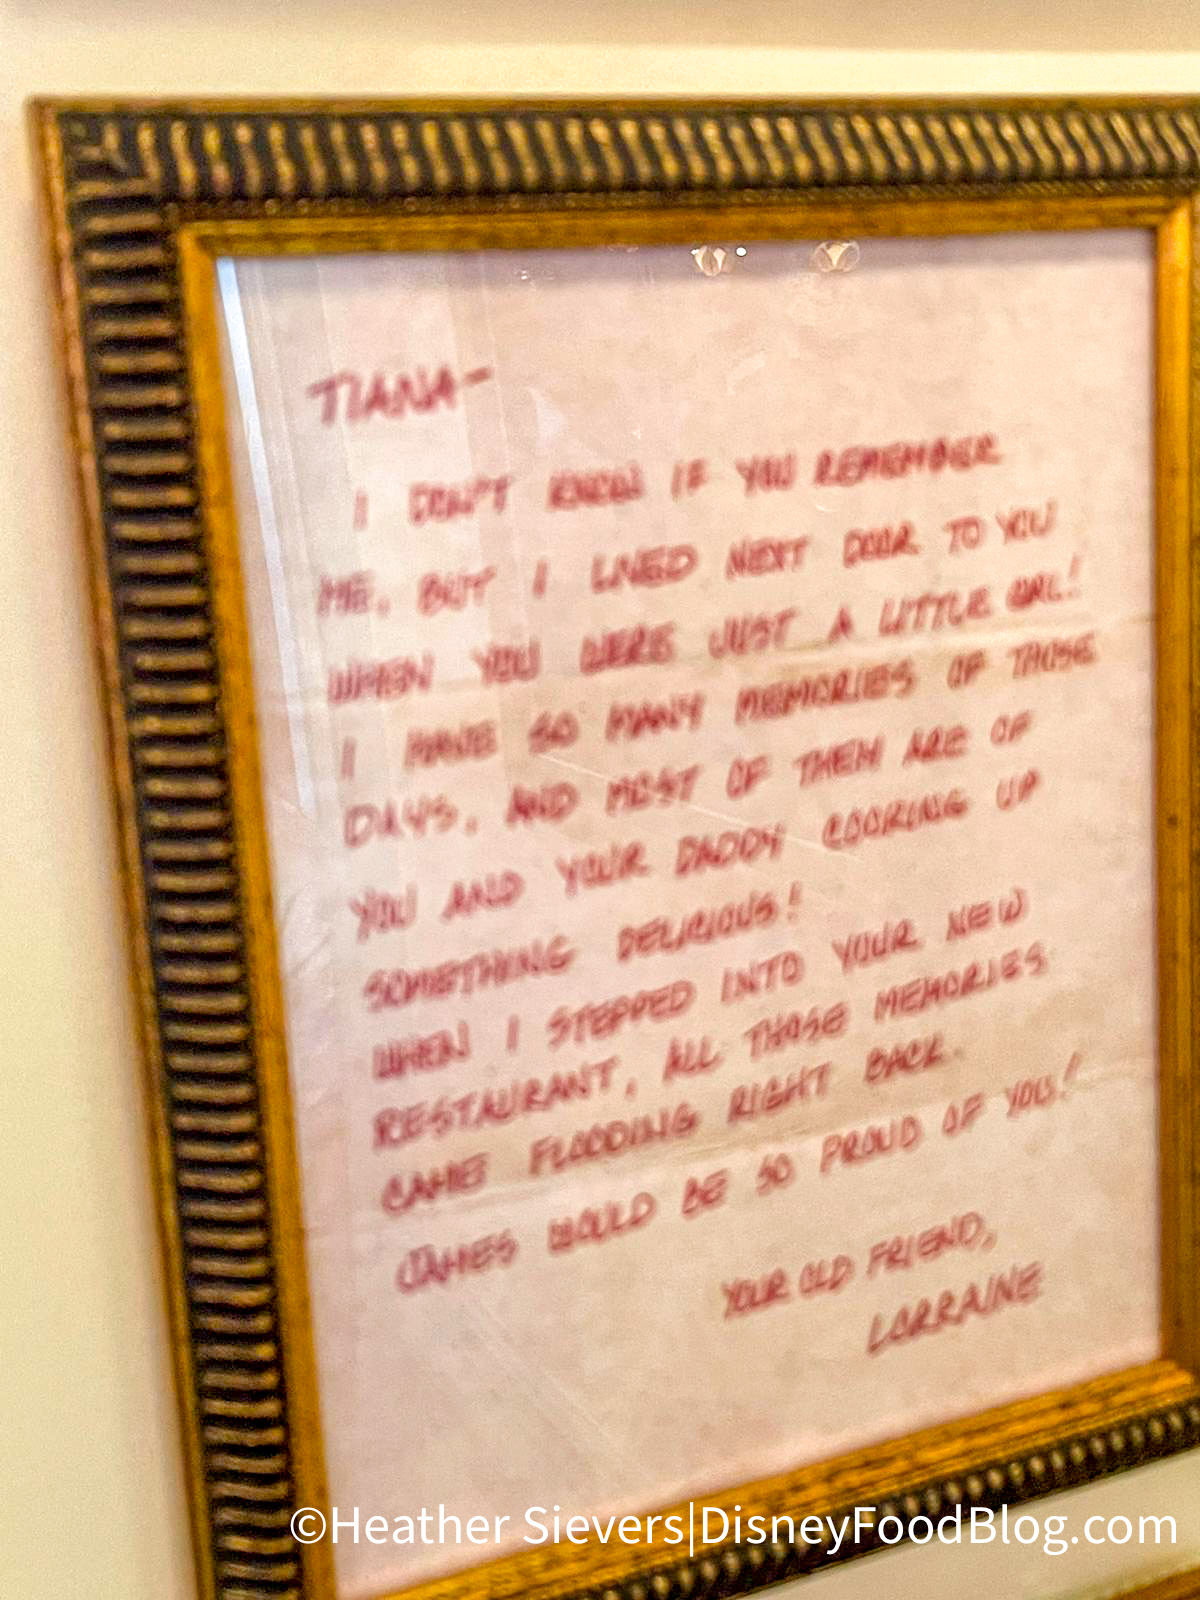 TIANA-
I DON'T KNOW IF YOU REMEMBER
ME, BUT I LIVED NEXT DOOR TO YOU
WHEN YOU WERE JUST A LITTLE GIRL!
I HAVE SO MANY MEMORIES OF THOSE
DAYS, AND MOST OF THEM ARE OF
YOU AND YOUR DADDY COOKING UP
SOMETHING DELICIOUS!
WHEN I STEPPED INTO YOUR NEW
RESTAURANT, ALL THOSE MEMORIES
CAME FLOODING RIGHT BACK.
JAMES WOULD BE SO PROUD OF YOU!
YOUR OLD FRIEND,
LORRAINE
©Heather Sievers|DisneyFoodBlog.com